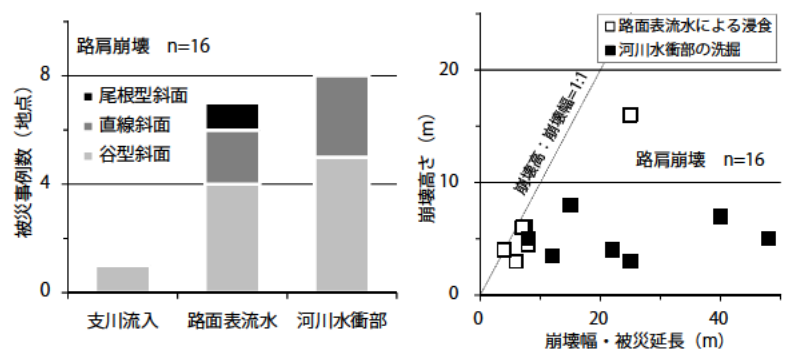 路肩崩壊 n=16
尾根型斜面
直線斜面
谷型斜面
被災事例数（地点）
8
4
0
支川流入
路面表流水
河川水衝部
路面表流水による浸食
河川水衝部の洗掘
崩壊高：崩壊幅=1:1
路肩崩壊 n=16
崩壊高さ（m）
20
10
0
0
20
40
崩壊幅・被災延長（m）